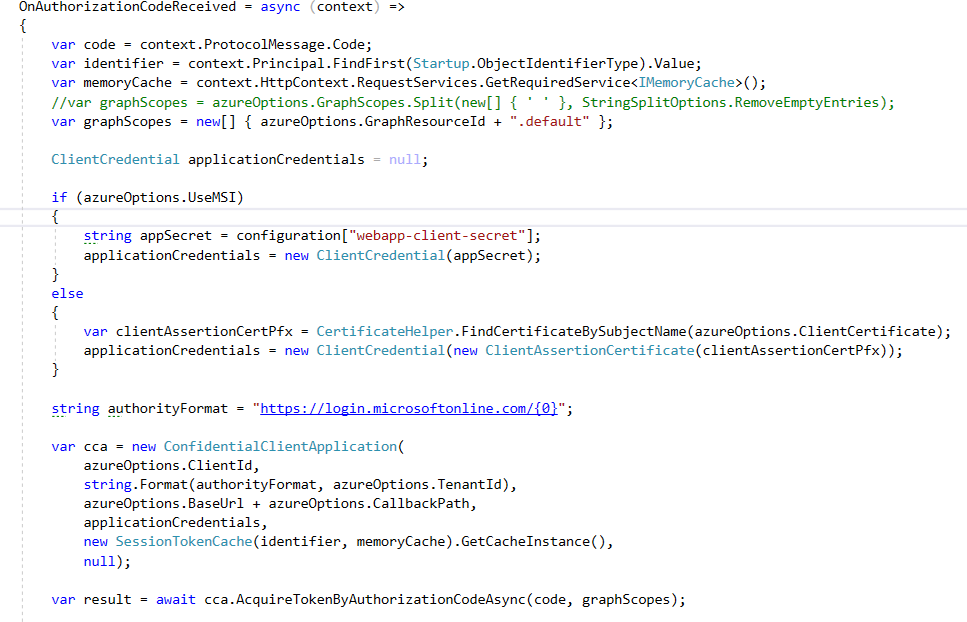 OnAuthorizationCodeReceived = async (context) =>
{
var code = context.ProtocolMessage.Code;
var identifier = context.Principal.FindFirst(Startup.ObjectIdentifierType).Value;
var memoryCache = context.HttpContext.RequestServices.GetRequiredService<IMemoryCache>();
//var graphScopes = azureOptions.GraphScopes.Split(new[] { ' ' }, StringSplitOptions.RemoveEmptyEntries);
var graphScopes = new[] { azureOptions.GraphResourceId + ".default" };
ClientCredential applicationCredentials = null;
if (azureOptions.UseMSI)
{
string appSecret = configuration["webapp-client-secret"];
applicationCredentials = new ClientCredential(appSecret);
}
else
{
var clientAssertionCertPfx = CertificateHelper.FindCertificateBySubjectName(azureOptions.ClientCertificate);
applicationCredentials = new ClientCredential(new ClientAssertionCertificate(clientAssertionCertPfx));
}
string authorityFormat = "https://login.microsoftonline.com/{0}";
var cca = new ConfidentialClientApplication(
azureOptions.ClientId,
string.Format(authorityFormat, azureOptions.TenantId),
azureOptions.BaseUrl + azureOptions.CallbackPath,
applicationCredentials,
new SessionTokenCache(identifier, memoryCache).GetCacheInstance(),
null);
var result = await cca.AcquireTokenByAuthorizationCodeAsync(code, graphScopes);